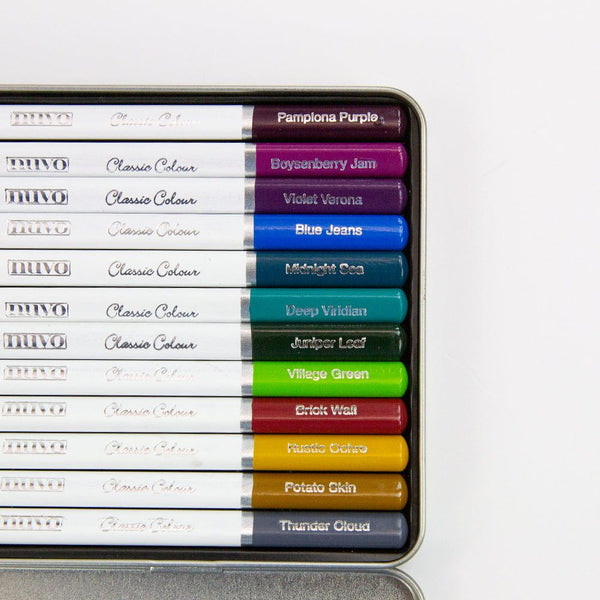 nuvo Classic Colour Pamplona Purple
nuvo Classic Colour Boysenberry Jam
nuvo Classic Colour Violet Verona
nuvo Classic Colour Blue Jeans
nuvo Classic Colour Midnight Sea
nuvo Classic Colour Deep Viridian
nuvo Classic Colour Juniper Leaf
nuvo Classic Colour Village Green
nuvo Classic Colour Brick Wall
nuvo Classic Colour Rustic Ochre
nuvo Classic Colour Potato Skin
nuvo Classic Colour Thunder Cloud